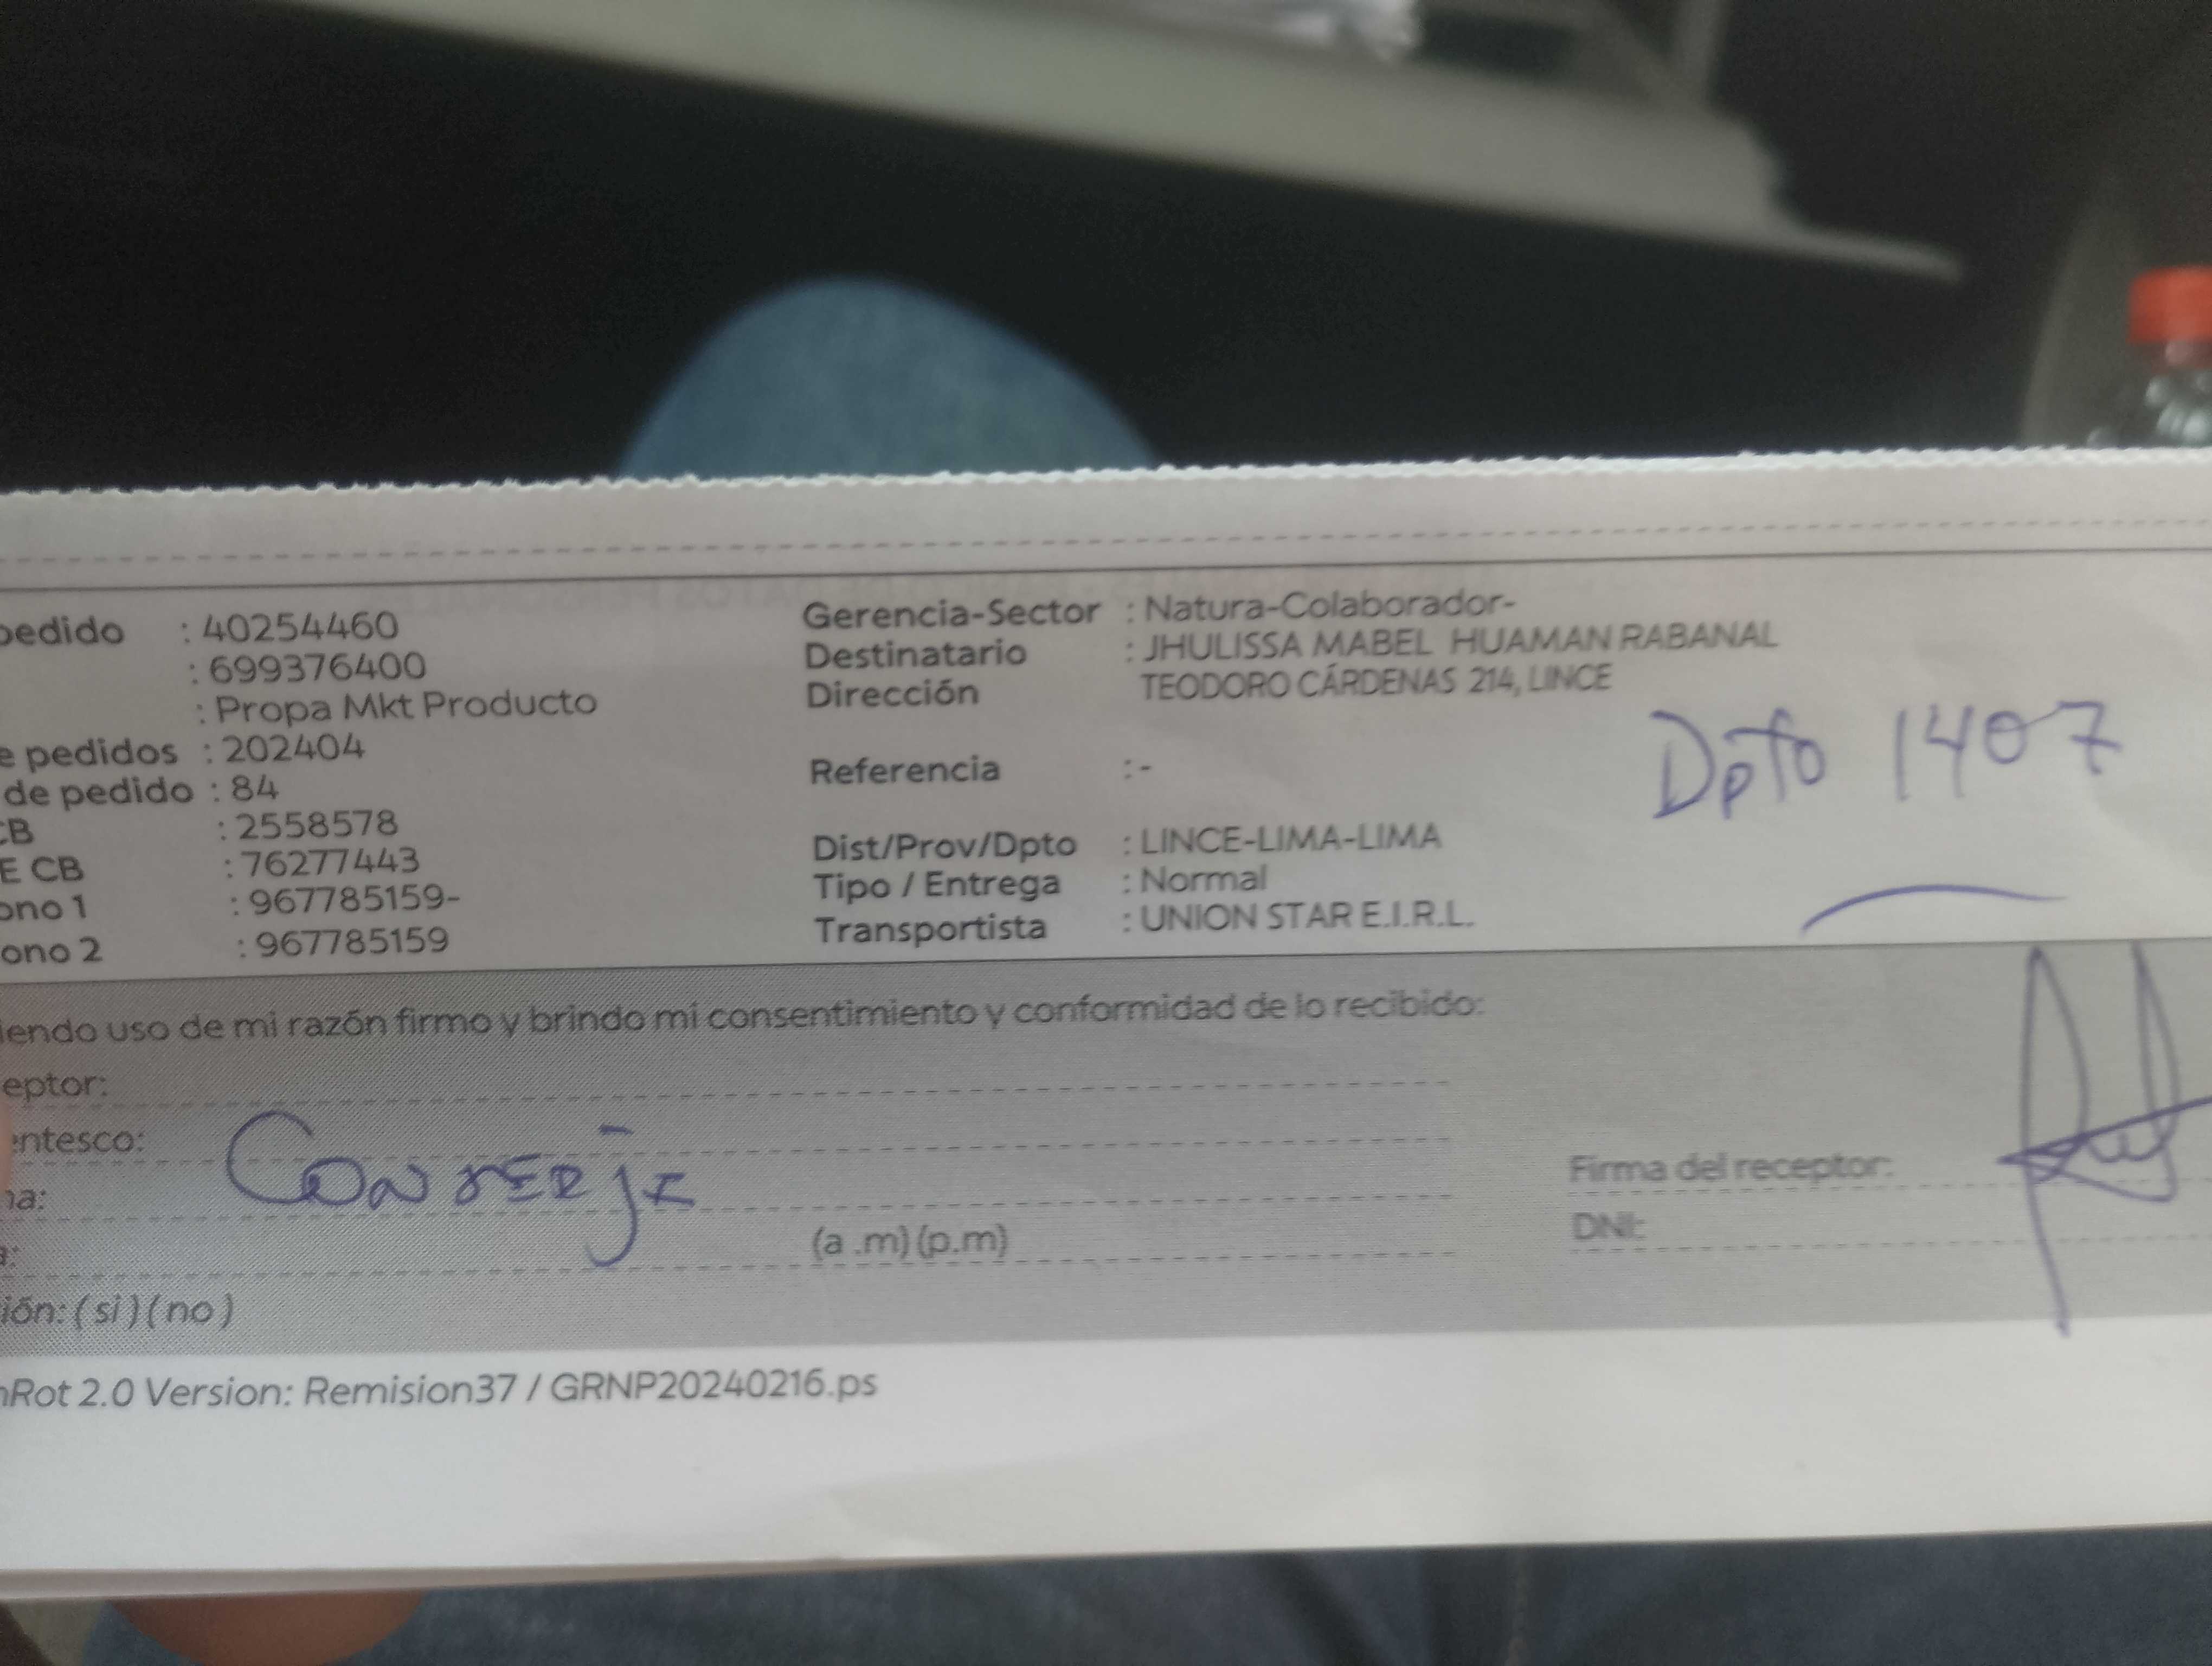 pedido : 40254460
: 699376400
: Propa Mkt Producto
e pedidos : 202404
de pedido : 84
CB : 2558578
E CB : 76277443
ono 1 : 967785159-
ono 2 : 967785159
Gerencia-Sector : Natura-Colaborador-
Destinatario : JHULISSA MABEL HUAMAN RABANAL
Dirección TEODORO CÁRDENAS 214, LINCE
Referencia :-
Dpto 1407
Dist/Prov/Dpto : LINCE-LIMA-LIMA
Tipo / Entrega : Normal
Transportista : UNION STAR E.I.R.L.
iendo uso de mi razón firmo y brindo mi consentimiento y conformidad de lo recibido:
eptor:
entesco:
Conserje
na:
a: (a .m) (p.m)
Firma del receptor:
DNI:
ión: (si) (no)
nRot 2.0 Version: Remision37 / GRNP20240216.ps